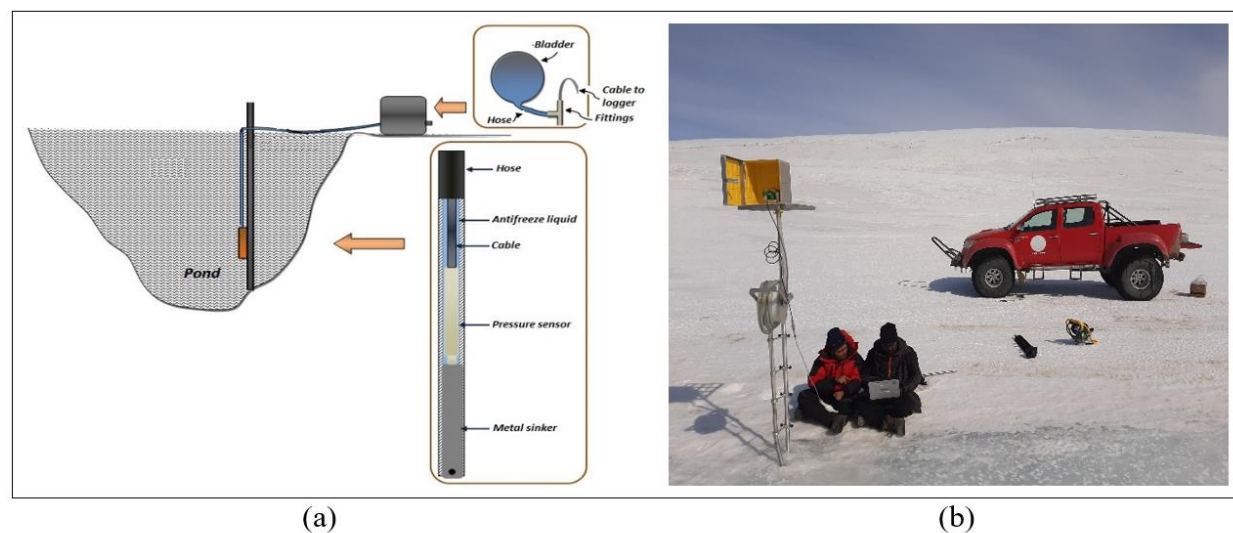 -Bladder
Cable to
logger
Hose
Fittings
Hose
Antifreeze liquid
Cable
Pond
Pressure sensor
Metal sinker
(a)
(b)